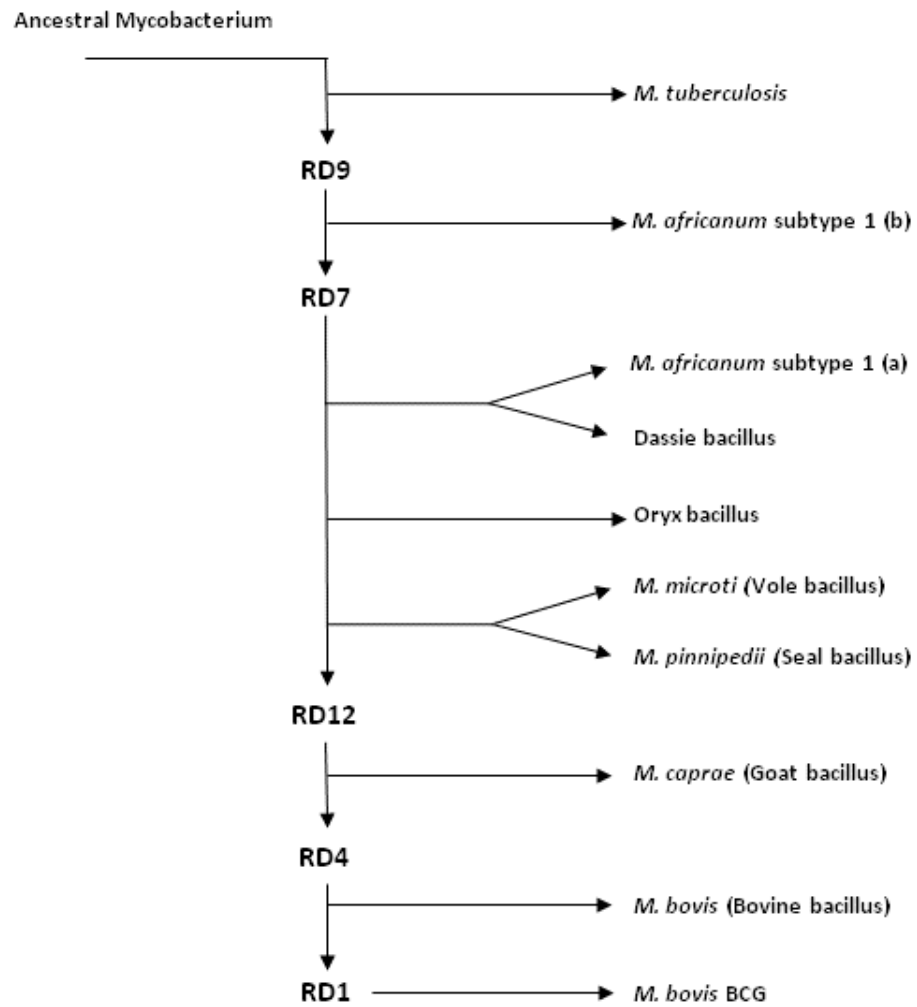 Ancestral Mycobacterium
M. tuberculosis
RD9
M. africanum subtype 1 (b)
RD7
M. africanum subtype 1 (a)
Dassie bacillus
Oryx bacillus
M. microti (Vole bacillus)
M. pinnipedii (Seal bacillus)
RD12
M. caprae (Goat bacillus)
RD4
M. bovis (Bovine bacillus)
RD1
M. bovis BCG